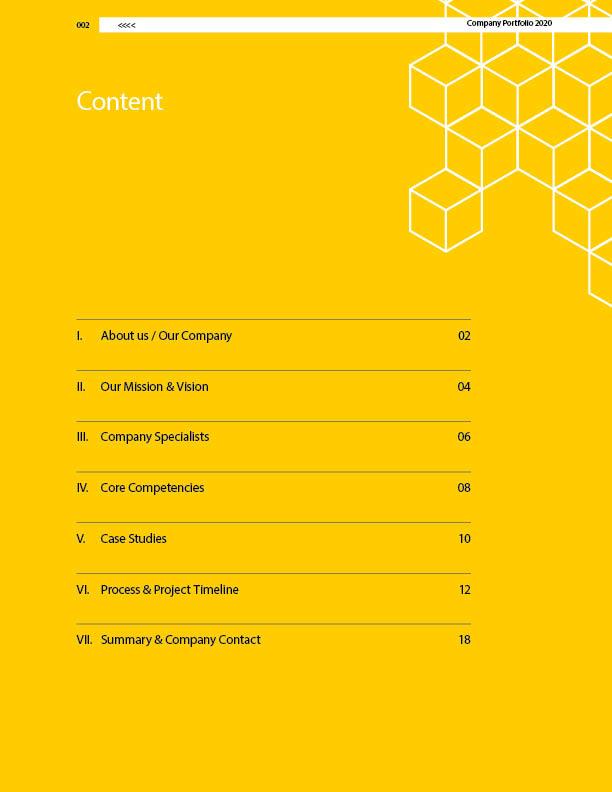 002 <<<< Company Portfolio 2020
Content
I. About us / Our Company 02
II. Our Mission & Vision 04
III. Company Specialists 06
IV. Core Competencies 08
V. Case Studies 10
VI. Process & Project Timeline 12
VII. Summary & Company Contact 18